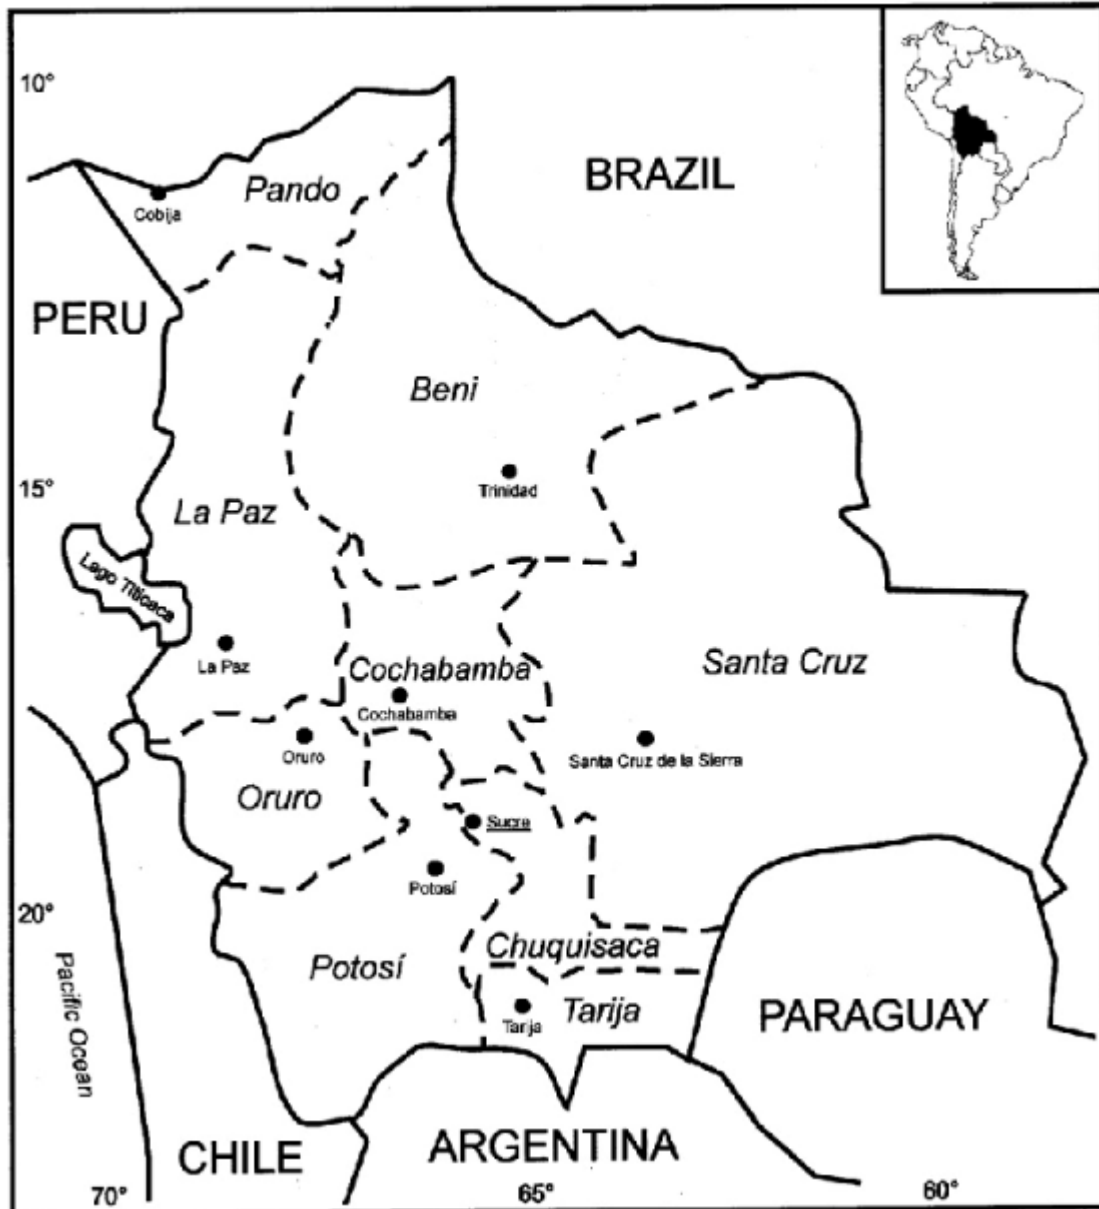 10°
BRAZIL
Pando
Cobija
PERU
Beni
Trinidad
15°
La Paz
Lago Titicaca
La Paz
Santa Cruz
Cochabamba
Cochabamba
Oruro
Santa Cruz de la Sierra
Oruro
Sucre
Potosí
20°
Chuquisaca
Potosí
Tarija
Tarija
PARAGUAY
Pacific Ocean
CHILE
ARGENTINA
70°
65°
60°